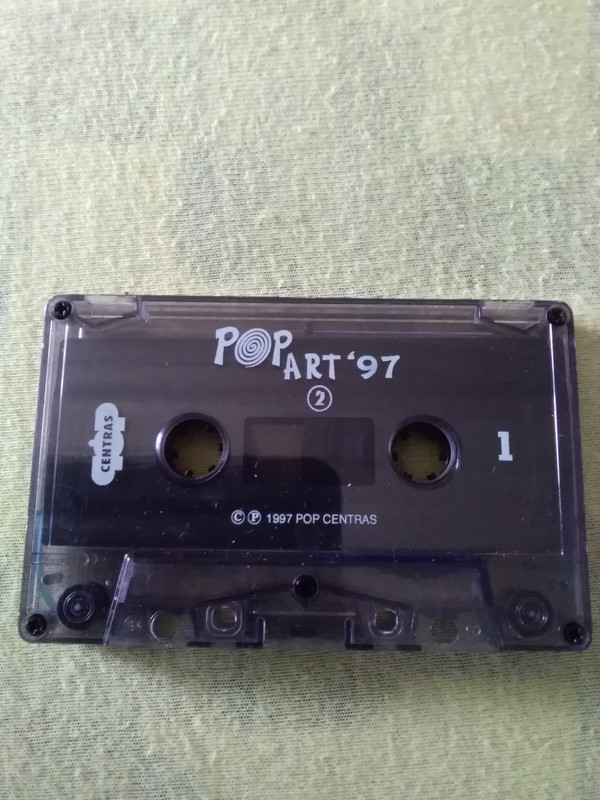 POP
ART '97
2
CENTRAS
1
© ℗ 1997 POP CENTRAS